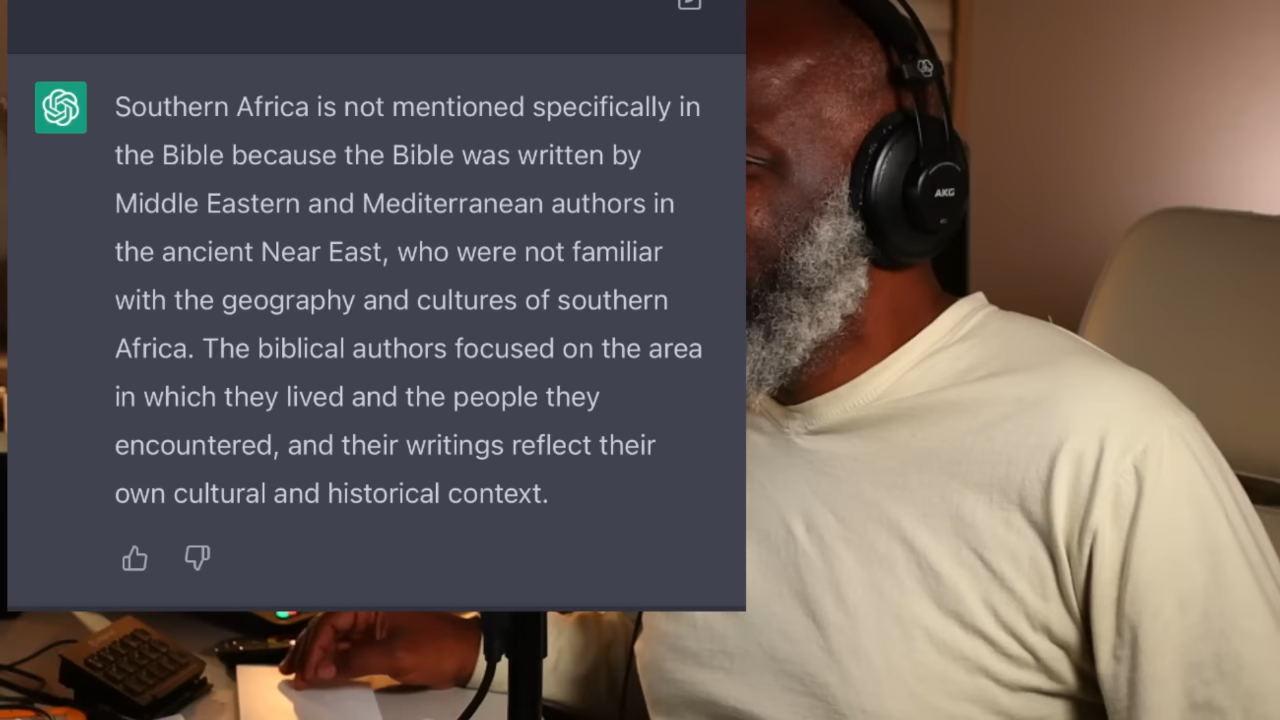 Southern Africa is not mentioned specifically in
the Bible because the Bible was written by
Middle Eastern and Mediterranean authors in
the ancient Near East, who were not familiar
with the geography and cultures of southern
Africa. The biblical authors focused on the area
in which they lived and the people they
encountered, and their writings reflect their
own cultural and historical context.
AKG